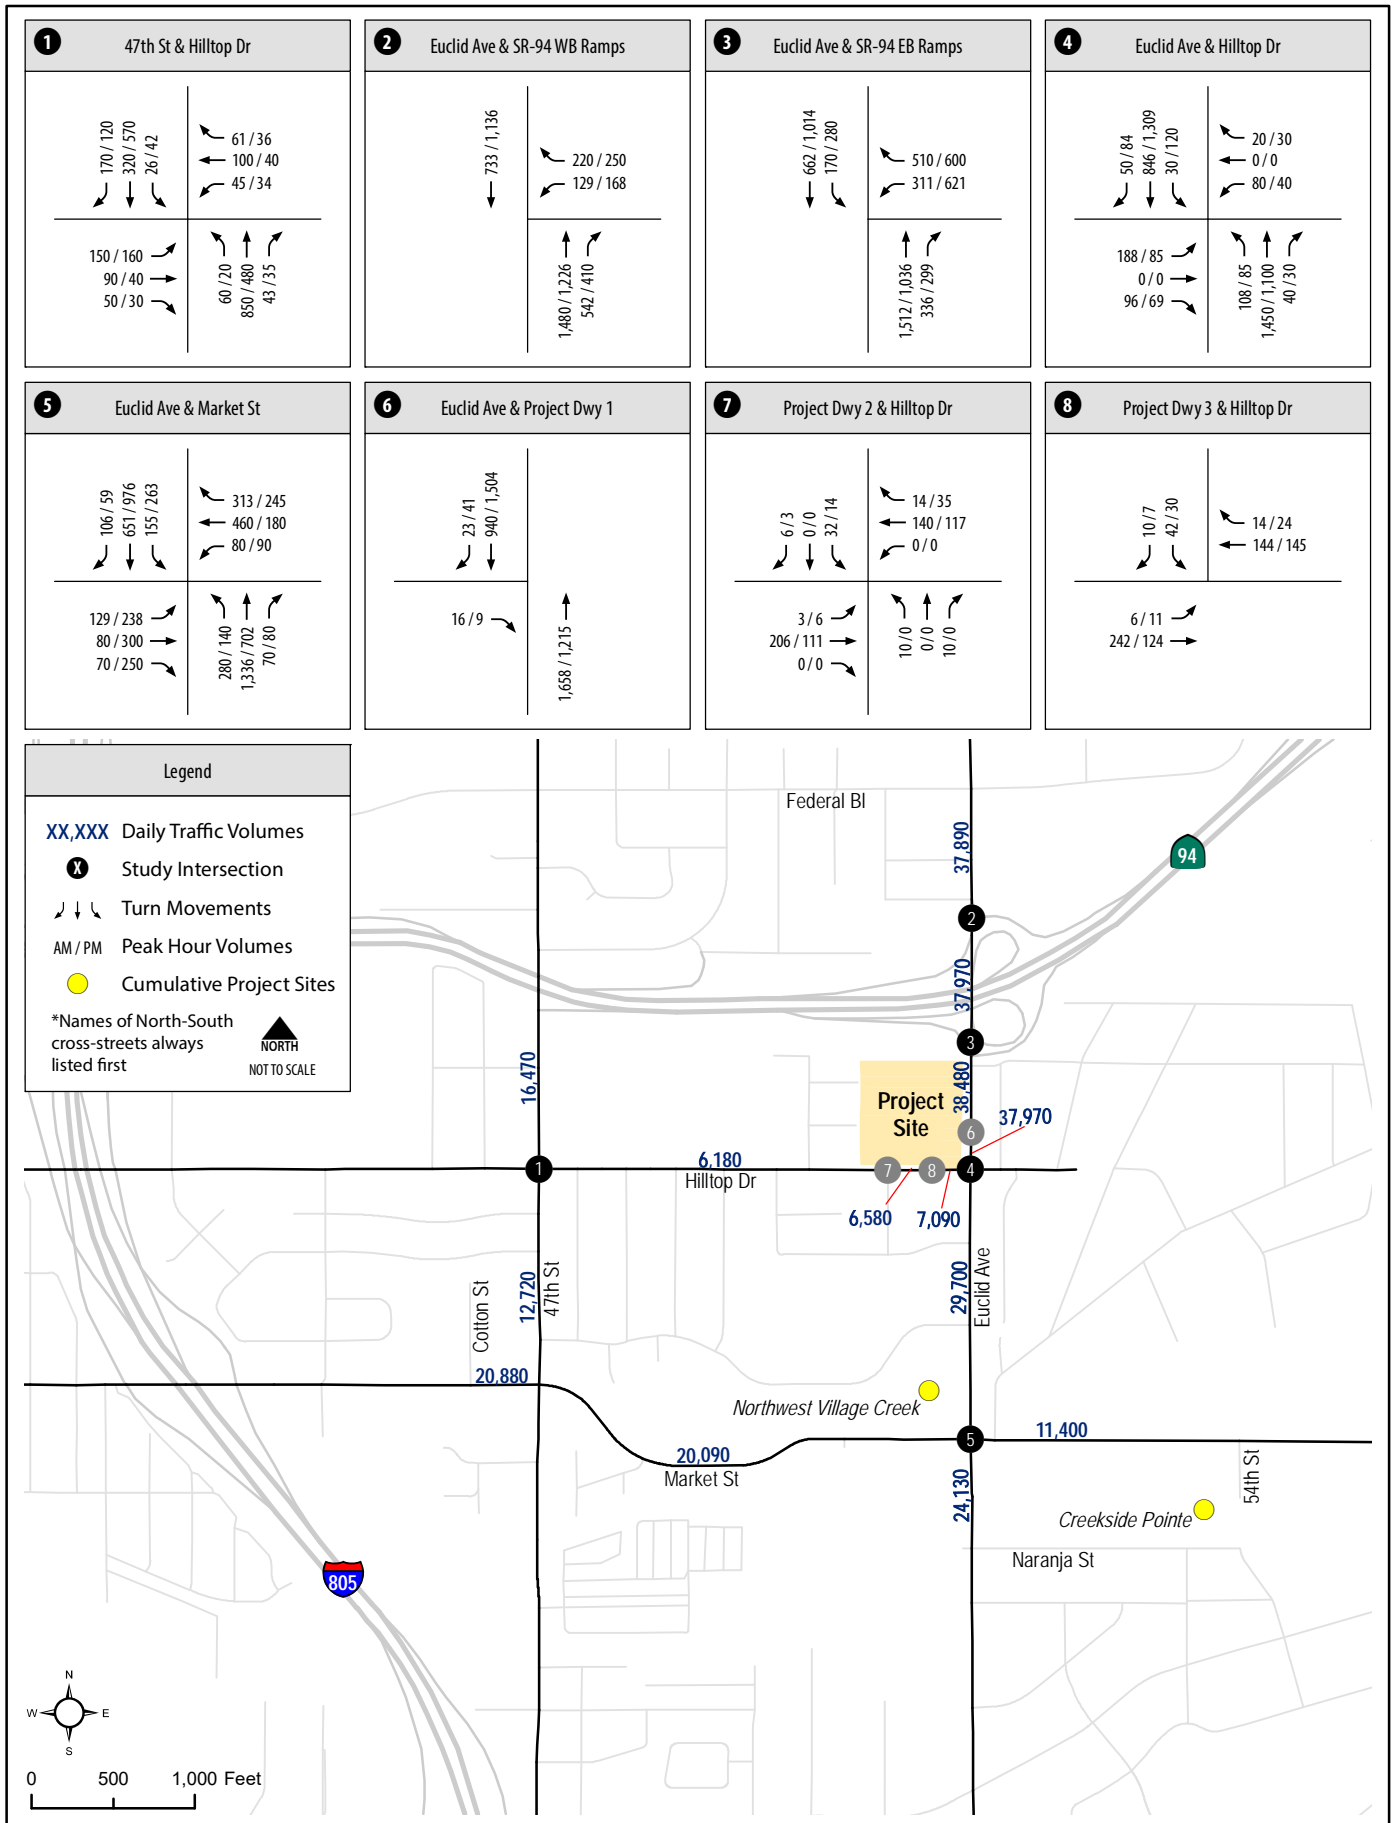 1 47th St & Hilltop Dr
170 / 120
320 / 570
26 / 42
61 / 36
100 / 40
45 / 34
150 / 160
90 / 40
50 / 30
60 / 20
850 / 480
43 / 35
2 Euclid Ave & SR-94 WB Ramps
733 / 1,136
220 / 250
129 / 168
1,480 / 1,226
542 / 410
3 Euclid Ave & SR-94 EB Ramps
662 / 1,014
170 / 280
510 / 600
311 / 621
1,512 / 1,036
336 / 299
4 Euclid Ave & Hilltop Dr
50 / 84
846 / 1,309
30 / 120
20 / 30
0 / 0
80 / 40
188 / 85
0 / 0
96 / 69
108 / 85
1,450 / 1,100
40 / 30
5 Euclid Ave & Market St
106 / 59
651 / 976
155 / 263
313 / 245
460 / 180
80 / 90
129 / 238
80 / 300
70 / 250
280 / 140
1,336 / 702
70 / 80
6 Euclid Ave & Project Dwy 1
23 / 41
940 / 1,504
16 / 9
1,658 / 1,215
7 Project Dwy 2 & Hilltop Dr
6 / 3
0 / 0
32 / 14
14 / 35
140 / 117
0 / 0
3 / 6
206 / 111
0 / 0
10 / 0
0 / 0
10 / 0
8 Project Dwy 3 & Hilltop Dr
10 / 7
42 / 30
14 / 24
144 / 145
6 / 11
242 / 124
Legend
XX,XXX Daily Traffic Volumes
X Study Intersection
Turn Movements
AM / PM Peak Hour Volumes
Cumulative Project Sites
*Names of North-South
cross-streets always
listed first
NORTH
NOT TO SCALE
Federal Bl
37,890
94
2
37,970
3
16,470
38,480
Project
Site
6
37,970
1
6,180
Hilltop Dr
7
8
4
6,580
7,090
12,720
47th St
Cotton St
29,700
Euclid Ave
20,880
Northwest Village Creek
5
11,400
20,090
Market St
24,130
54th St
Creekside Pointe
Naranja St
805
N
W
E
S
0
500
1,000 Feet